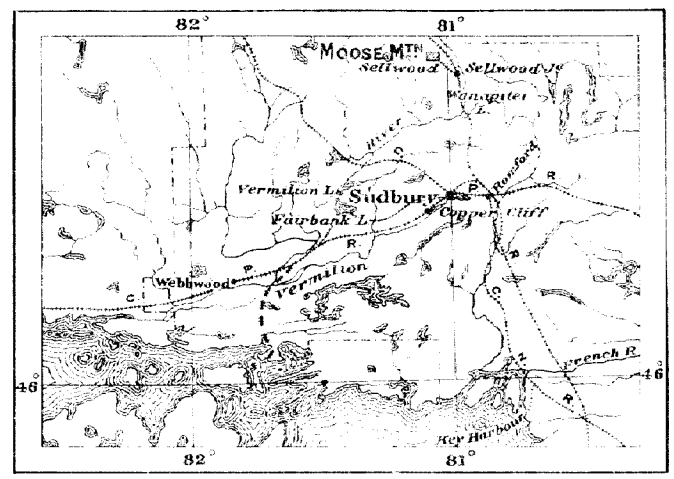 82° 81°
MOOSE MTN
Sellwood Sellwood Jc
Wanapitei
L.
River
C.
Romford
P. R.
Vermilion L. Sudbury
Copper Cliff
Fairbank L.
R.
R.
P.
Vermilion
Webbwood
C.
C.
N.
French R.
46° 46°
R.
Key Harbour
82° 81°